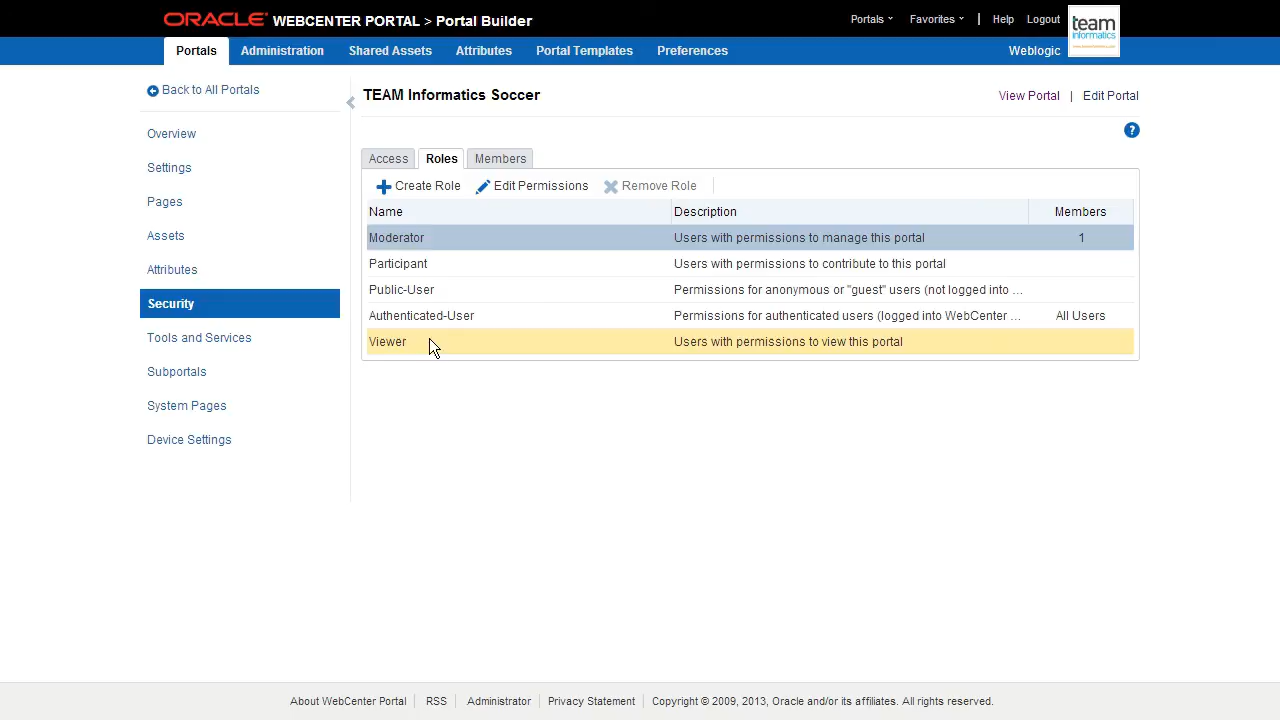 ORACLE WEBCENTER PORTAL > Portal Builder
Portals Favorites | Help Logout
team
informatics
Portals Administration Shared Assets Attributes Portal Templates Preferences Weblogic
Back to All Portals
TEAM Informatics Soccer
View Portal | Edit Portal
?
Overview
Settings
Pages
Assets
Attributes
Security
Tools and Services
Subportals
System Pages
Device Settings
Access Roles Members
Create Role Edit Permissions Remove Role
Name Description Members
Moderator Users with permissions to manage this portal 1
Participant Users with permissions to contribute to this portal
Public-User Permissions for anonymous or "guest" users (not logged into ...
Authenticated-User Permissions for authenticated users (logged into WebCenter ... All Users
Viewer Users with permissions to view this portal
About WebCenter Portal RSS Administrator Privacy Statement Copyright © 2009, 2013, Oracle and/or its affiliates. All rights reserved.